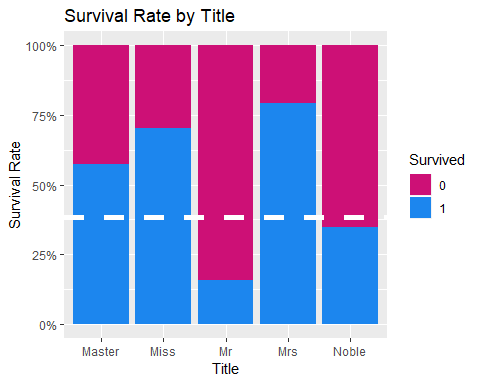 Survival Rate by Title
100%
75%
50%
25%
0%
Survival Rate
Master Miss Mr Mrs Noble
Title
Survived
0
1